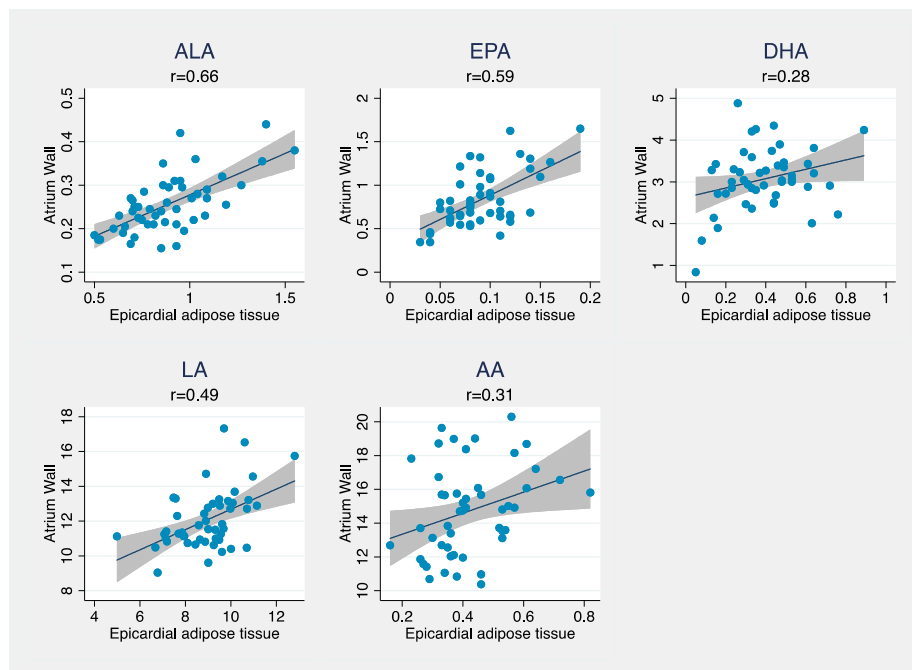 ALA
r=0.66
Atrium Wall
0.5
0.4
0.3
0.2
0.1
0.5
1
1.5
Epicardial adipose tissue
EPA
r=0.59
Atrium Wall
2
1.5
1
0.5
0
0
0.05
0.1
0.15
0.2
Epicardial adipose tissue
DHA
r=0.28
Atrium Wall
5
4
3
2
1
0
0.2
0.4
0.6
0.8
1
Epicardial adipose tissue
LA
r=0.49
Atrium Wall
18
16
14
12
10
8
4
6
8
10
12
Epicardial adipose tissue
AA
r=0.31
Atrium Wall
20
18
16
14
12
10
0.2
0.4
0.6
0.8
Epicardial adipose tissue